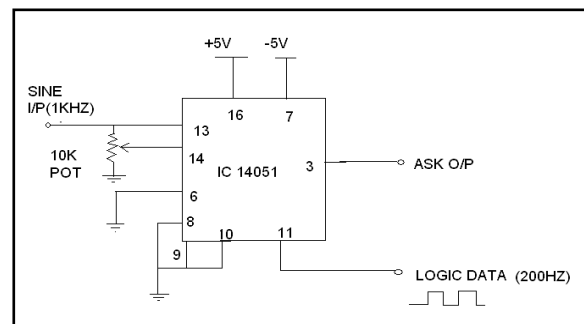 +5V -5V
SINE
I/P(1KHZ)
16 7
13
10K
POT
14
IC 14051
3
ASK O/P
6
8
10 11
9
LOGIC DATA (200HZ)